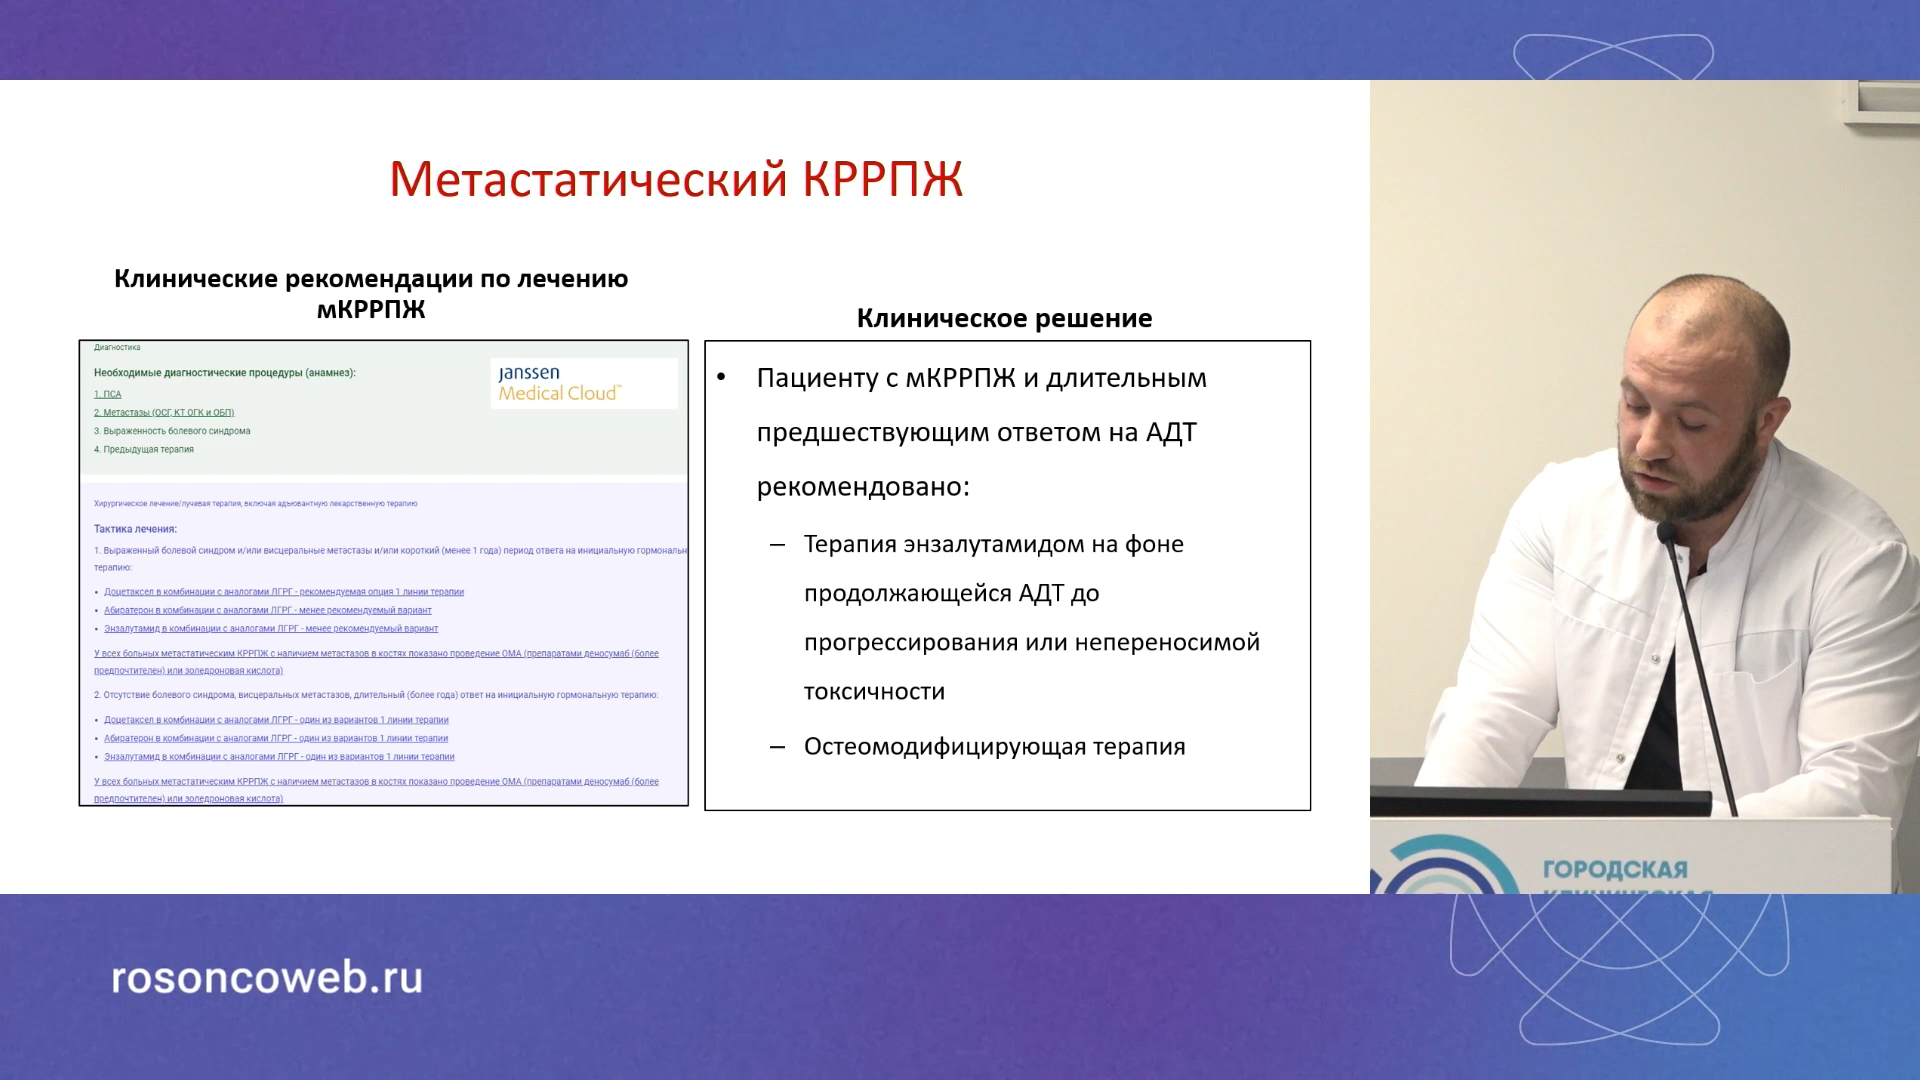 Метастатический КРРПЖ
Клинические рекомендации по лечению
мКРРПЖ
Диагностика
Необходимые диагностические процедуры (анамнез):
1. ПСА
2. Метастазы (ОСГ, КТ ОГК и ОБП)
3. Выраженность болевого синдрома
4. Предыдущая терапия
janssen
Medical Cloud™
Хирургическое лечение/лучевая терапия, включая адъювантную лекарственную терапию
Тактика лечения:
1. Выраженный болевой синдром и/или висцеральные метастазы и/или короткий (менее 1 года) период ответа на инициальную гормональн
терапию:
• Доцетаксел в комбинации с аналогами ЛГРГ - рекомендуемая опция 1 линии терапии
• Абиратерон в комбинации с аналогами ЛГРГ - менее рекомендуемый вариант
• Энзалутамид в комбинации с аналогами ЛГРГ - менее рекомендуемый вариант
У всех больных метастатическим КРРПЖ с наличием метастазов в костях показано проведение ОМА (препаратами деносумаб (более
предпочтителен) или золедроновая кислота)
2. Отсутствие болевого синдрома, висцеральных метастазов, длительный (более года) ответ на инициальную гормональную терапию:
• Доцетаксел в комбинации с аналогами ЛГРГ - один из вариантов 1 линии терапии
• Абиратерон в комбинации с аналогами ЛГРГ - один из вариантов 1 линии терапии
• Энзалутамид в комбинации с аналогами ЛГРГ - один из вариантов 1 линии терапии
У всех больных метастатическим КРРПЖ с наличием метастазов в костях показано проведение ОМА (препаратами деносумаб (более
предпочтителен) или золедроновая кислота)
Клиническое решение
• Пациенту с мКРРПЖ и длительным
предшествующим ответом на АДТ
рекомендовано:
– Терапия энзалутамидом на фоне
продолжающейся АДТ до
прогрессирования или непереносимой
токсичности
– Остеомодифицирующая терапия
ГОРОДСКАЯ
rosoncoweb.ru